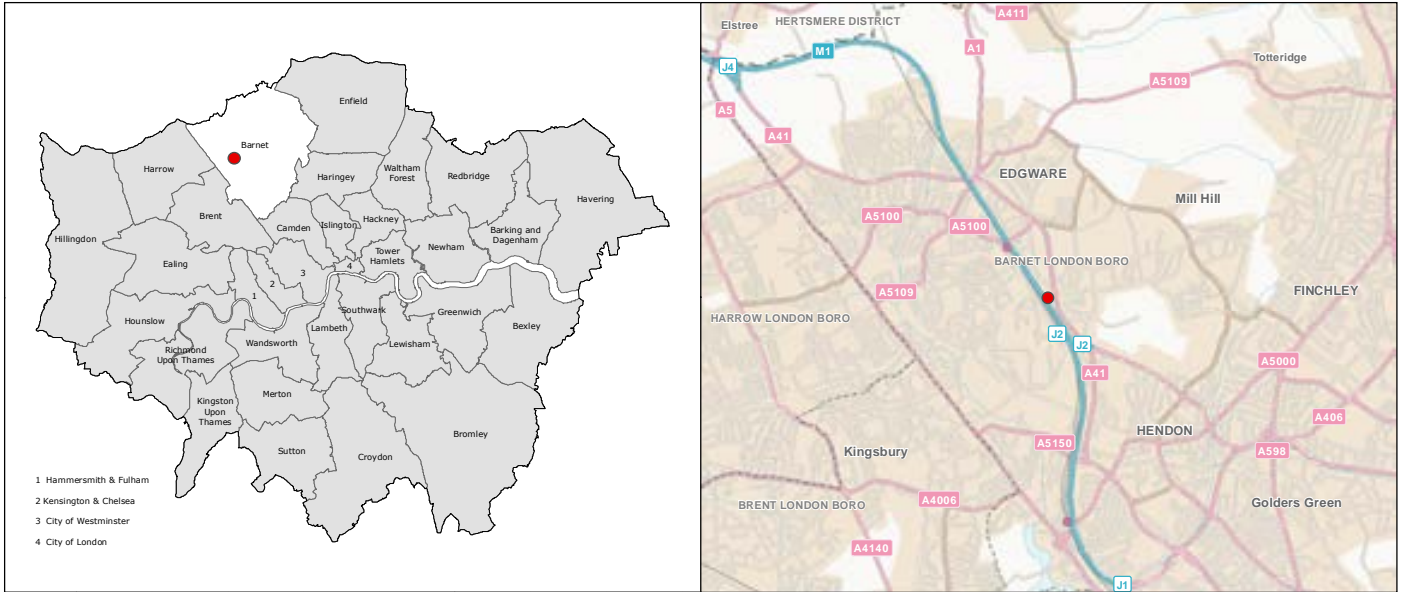 Enfield
Barnet
Harrow
Haringey
Waltham
Forest
Redbridge
Havering
Brent
Camden
Islington
Hackney
Barking and
Dagenham
Hillingdon
Newham
Tower
Hamlets
Ealing
4
3
2
1
Hounslow
Southwark
Greenwich
Bexley
Lambeth
Wandsworth
Lewisham
Richmond
Upon Thames
Merton
Kingston
Upon
Thames
Bromley
Sutton
Croydon
1 Hammersmith & Fulham
2 Kensington & Chelsea
3 City of Westminster
4 City of London
A411
HERTSMERE DISTRICT
Elstree
M1
A1
Totteridge
J4
A5109
A5
A41
EDGWARE
Mill Hill
A5100
A5100
BARNET LONDON BORO
A5109
FINCHLEY
HARROW LONDON BORO
J2
J2
A5000
A41
A406
HENDON
A5150
A598
Kingsbury
A4006
BRENT LONDON BORO
Golders Green
A4140
J1